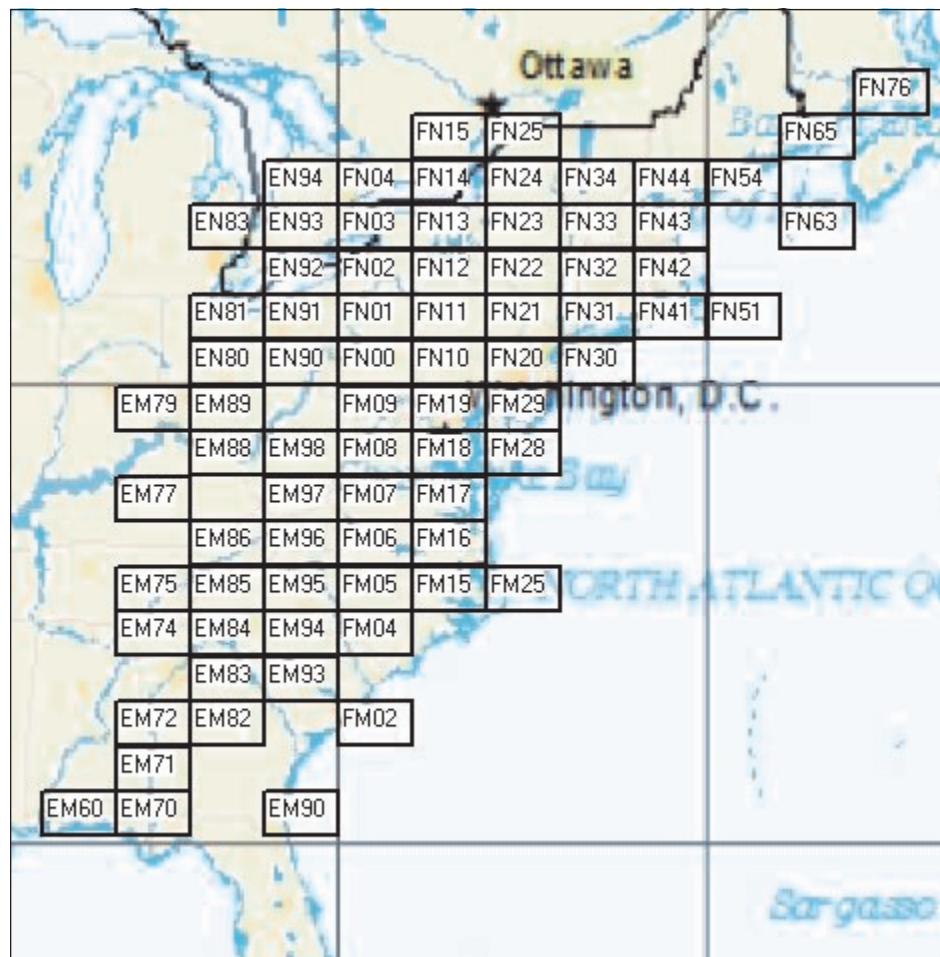 Ottawa
FN76
FN15 FN25 FN65
EN94 FN04 FN14 FN24 FN34 FN44 FN54
EN83 EN93 FN03 FN13 FN23 FN33 FN43 FN63
EN92 FN02 FN12 FN22 FN32 FN42
EN81 EN91 FN01 FN11 FN21 FN31 FN41 FN51
EN80 EN90 FN00 FN10 FN20 FN30
Washington, D.C.
EM79 EM89 FM09 FM19 FM29
EM88 EM98 FM08 FM18 FM28
Bay
EM77 EM97 FM07 FM17
EM86 EM96 FM06 FM16
EM75 EM85 EM95 FM05 FM15 FM25
NORTH ATLANTIC
EM74 EM84 EM94 FM04
EM83 EM93
EM72 EM82 FM02
EM71
EM60 EM70 EM90
Sargasso